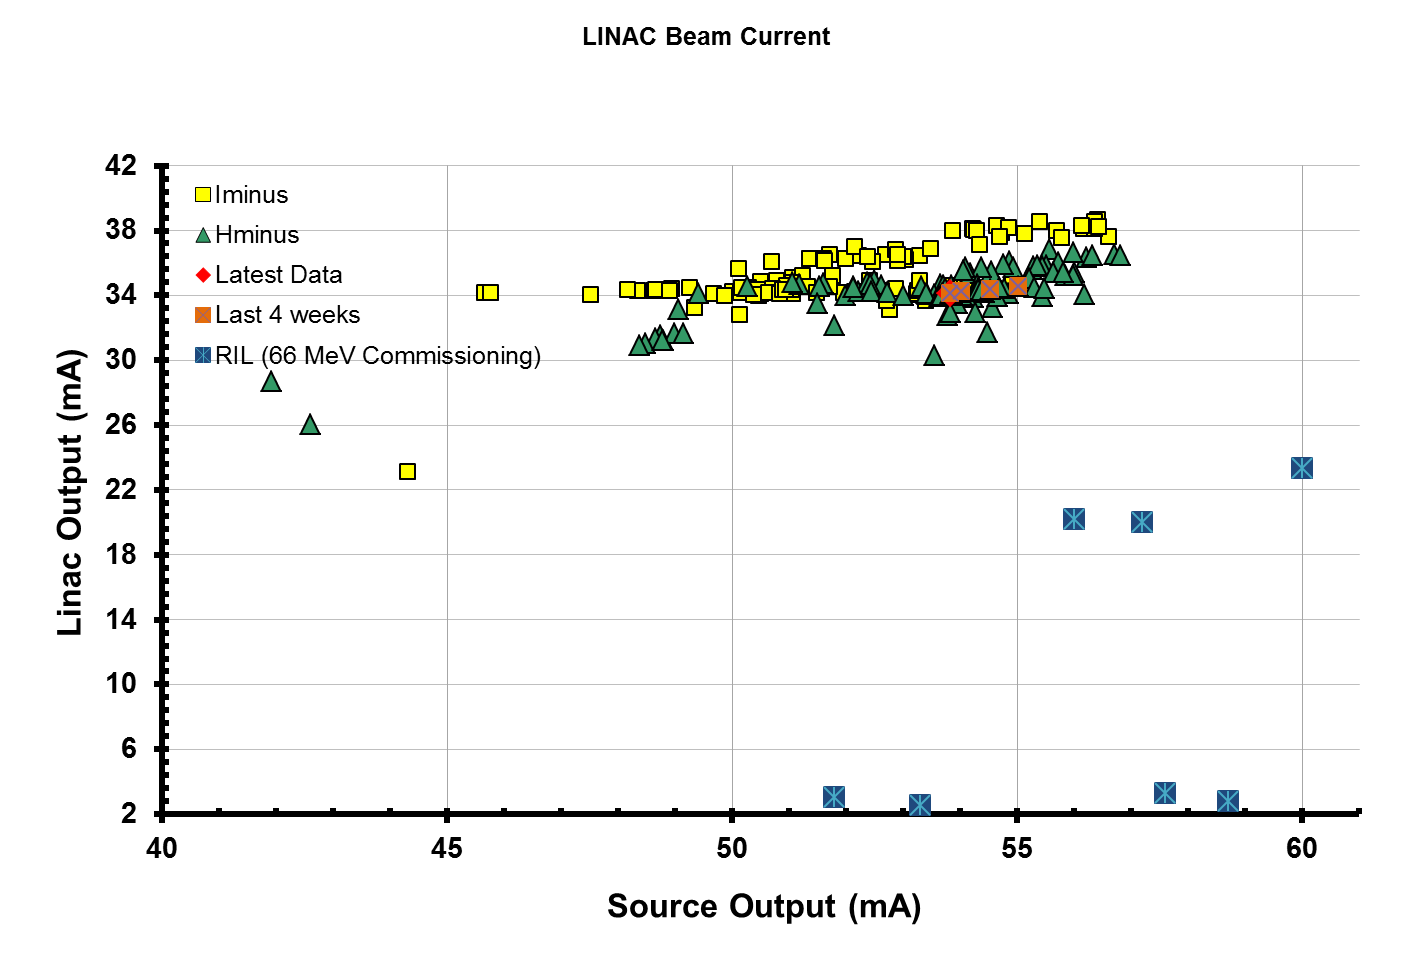 LINAC Beam Current
42
38
34
30
26
22
18
14
10
6
2
Linac Output (mA)
Iminus
Hminus
Latest Data
Last 4 weeks
RIL (66 MeV Commissioning)
40 45 50 55 60
Source Output (mA)